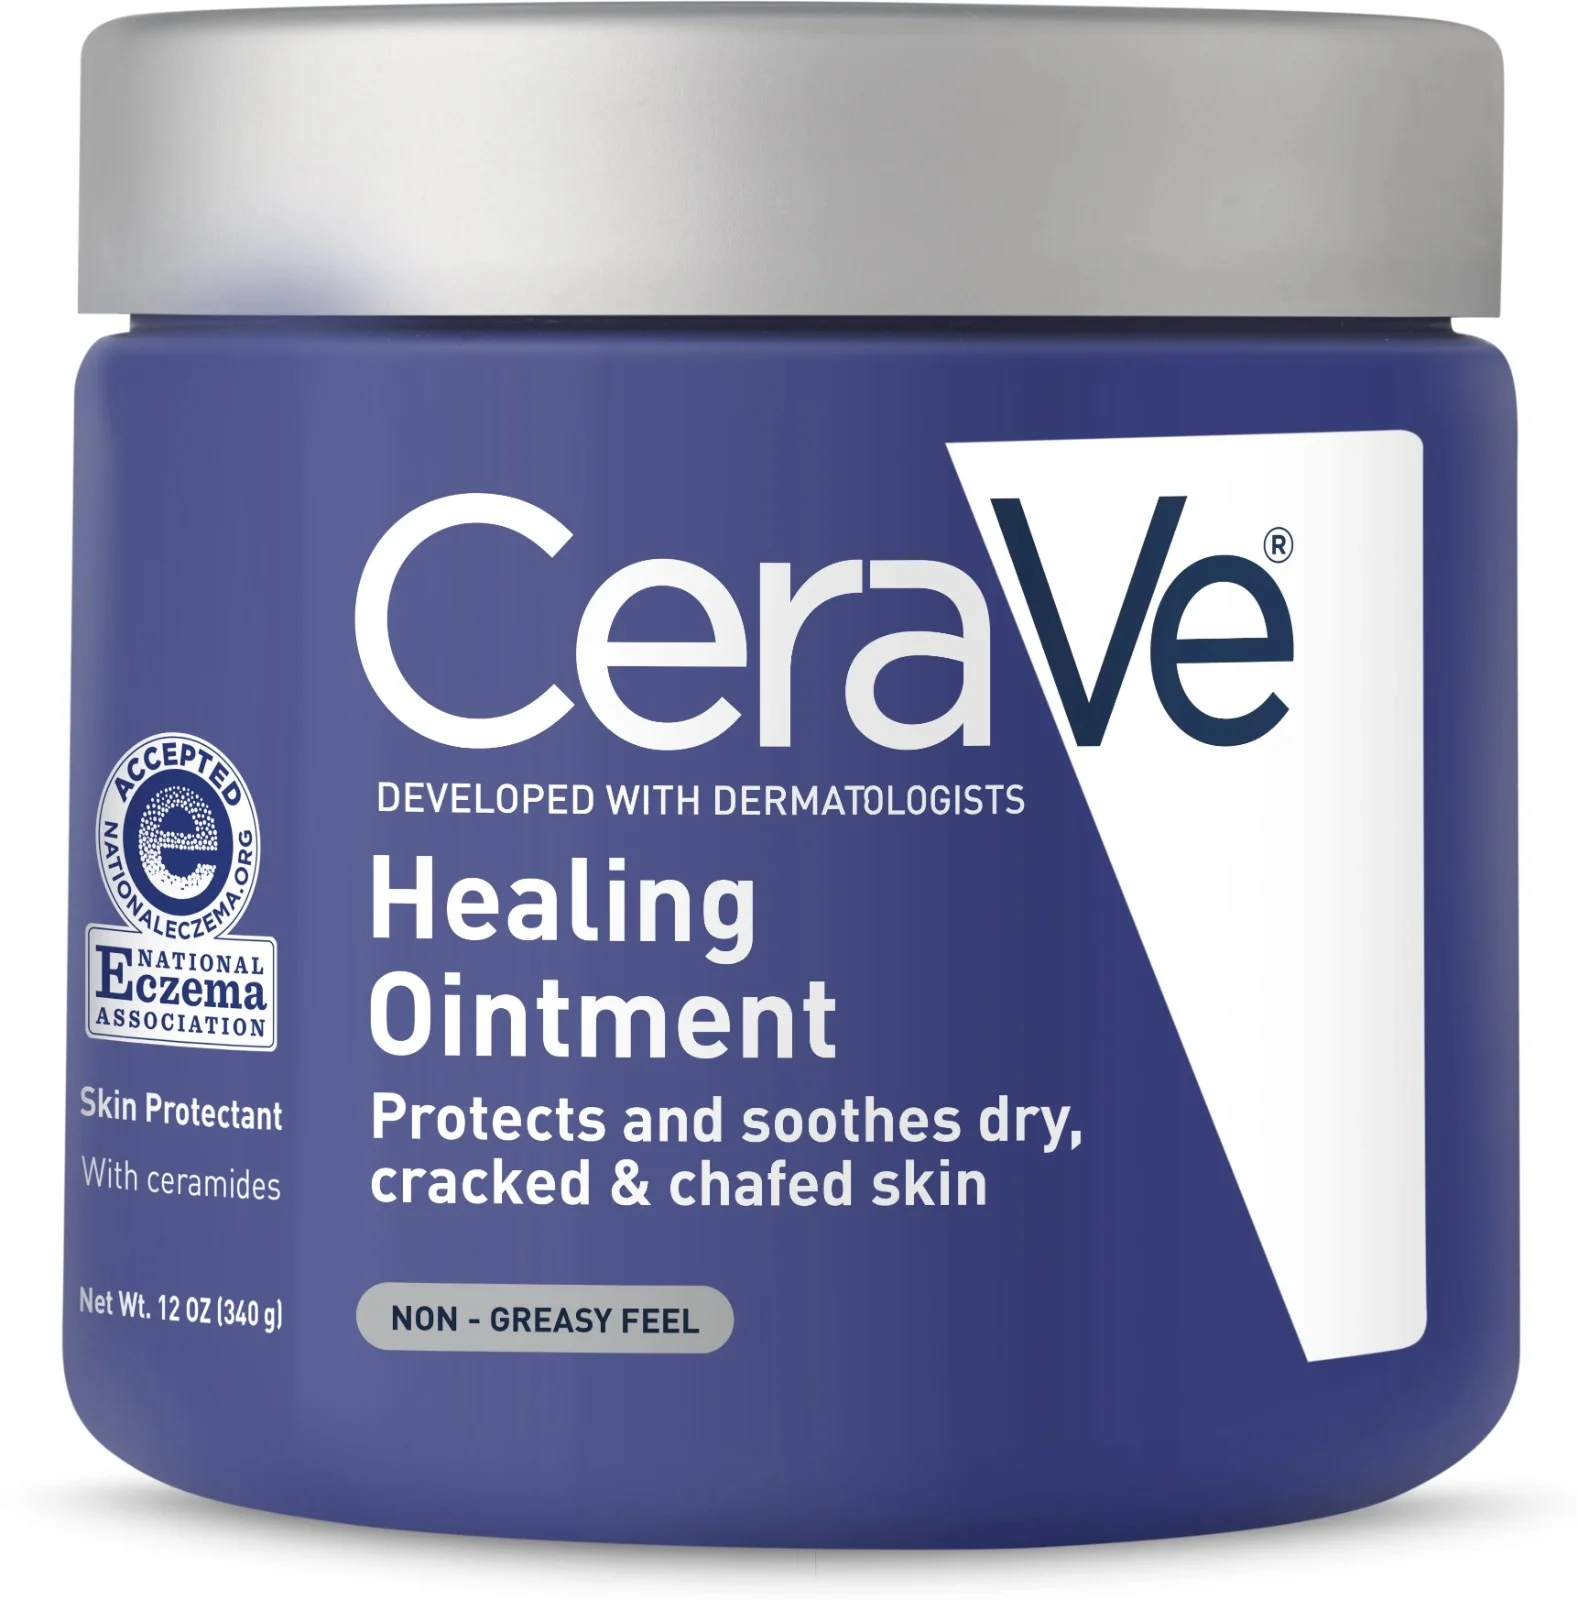 CeraVe®
DEVELOPED WITH DERMATOLOGISTS
Healing
Ointment
Protects and soothes dry,
cracked & chafed skin
NON - GREASY FEEL
ACCEPTED
NATIONALECZEMA.ORG
e
NATIONAL
Eczema
ASSOCIATION
Skin Protectant
With ceramides
Net Wt. 12 OZ (340 g)